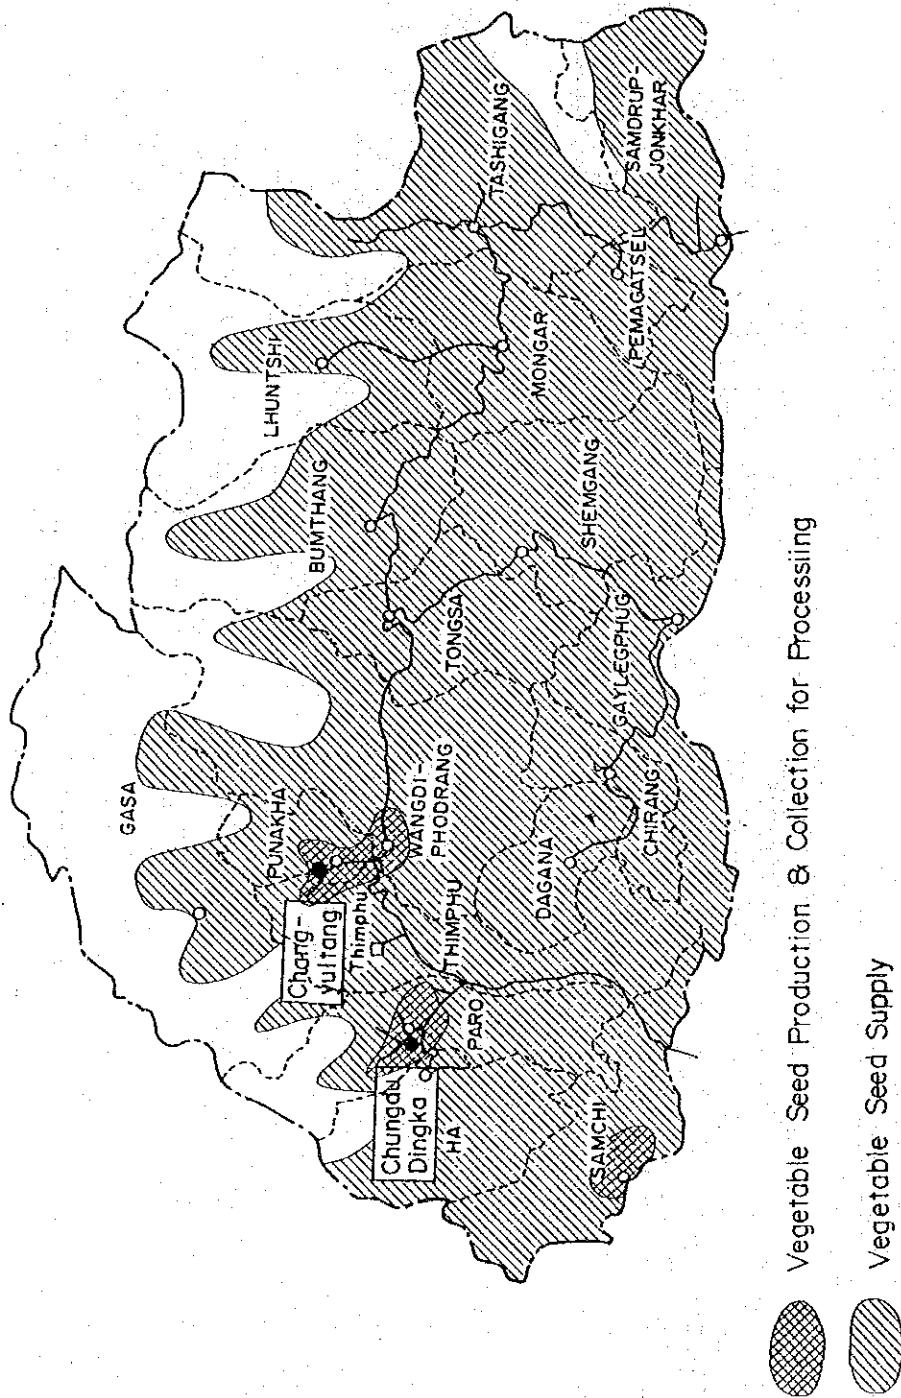 GASA
PUNAKHA
Chang-
yultang
Thimphu
WANGDI-
PHODRANG
THIMPHU
Chungdu
Dingka
PARO
HA
SAMCHI
DAGANA
CHIRANG
GAYLEGPHUG
TONGSA
BUMTHANG
SHEMGANG
LHUNTSHI
MONGAR
PEMAGATSEL
TASHIGANG
SAMDRUP-
JONKHAR
Vegetable Seed Production & Collection for Processiing
Vegetable Seed Supply